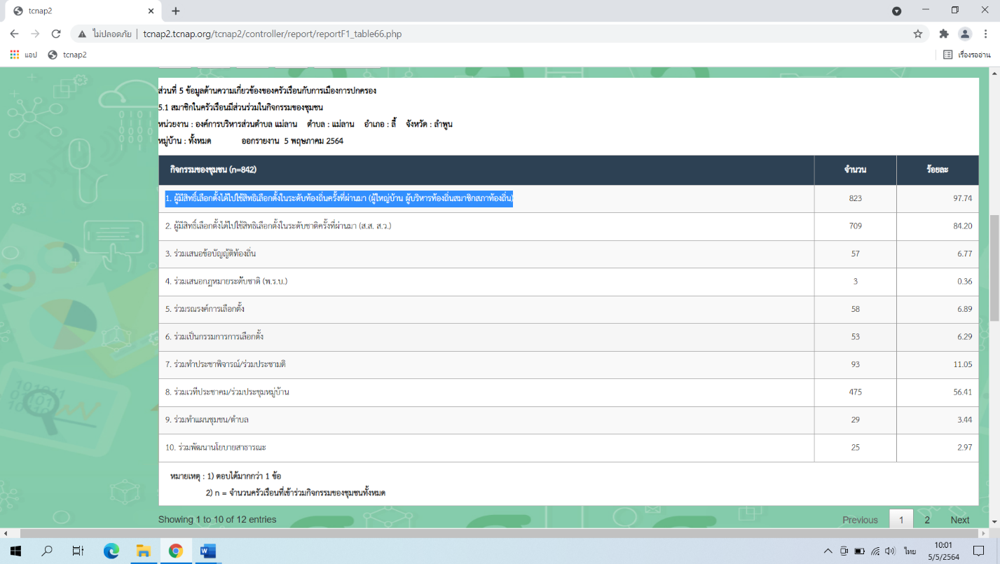 tcnap2
ไม่ปลอดภัย | tcnap2.tcnap.org/tcnap2/controller/report/reportF1_table66.php
แอป tcnap2 เรื่องรออ่าน
ส่วนที่ 5 ข้อมูลด้านความเกี่ยวข้องของครัวเรือนกับการเมืองการปกครอง
5.1 สมาชิกในครัวเรือนมีส่วนร่วมในกิจกรรมของชุมชน
หน่วยงาน : องค์การบริหารส่วนตำบล แม่ลาน ตำบล : แม่ลาน อำเภอ : ลี้ จังหวัด : ลำพูน
หมู่บ้าน : ทั้งหมด ออกรายงาน 5 พฤษภาคม 2564
กิจกรรมของชุมชน (n=842) จำนวน ร้อยละ
1. ผู้มีสิทธิ์เลือกตั้งได้ไปใช้สิทธิเลือกตั้งในระดับท้องถิ่นครั้งที่ผ่านมา (ผู้ใหญ่บ้าน ผู้บริหารท้องถิ่นสมาชิกสภาท้องถิ่น) 823 97.74
2. ผู้มีสิทธิ์เลือกตั้งได้ไปใช้สิทธิเลือกตั้งในระดับชาติครั้งที่ผ่านมา (ส.ส. ส.ว.) 709 84.20
3. ร่วมเสนอข้อบัญญัติท้องถิ่น 57 6.77
4. ร่วมเสนอกฎหมายระดับชาติ (พ.ร.บ.) 3 0.36
5. ร่วมรณรงค์การเลือกตั้ง 58 6.89
6. ร่วมเป็นกรรมการการเลือกตั้ง 53 6.29
7. ร่วมทำประชาพิจารณ์/ร่วมประชามติ 93 11.05
8. ร่วมเวทีประชาคม/ร่วมประชุมหมู่บ้าน 475 56.41
9. ร่วมทำแผนชุมชน/ตำบล 29 3.44
10. ร่วมพัฒนานโยบายสาธารณะ 25 2.97
หมายเหตุ : 1) ตอบได้มากกว่า 1 ข้อ
2) n = จำนวนครัวเรือนที่เข้าร่วมกิจกรรมของชุมชนทั้งหมด
Showing 1 to 10 of 12 entries Previous 1 2 Next
ไทย 10:01
5/5/2564